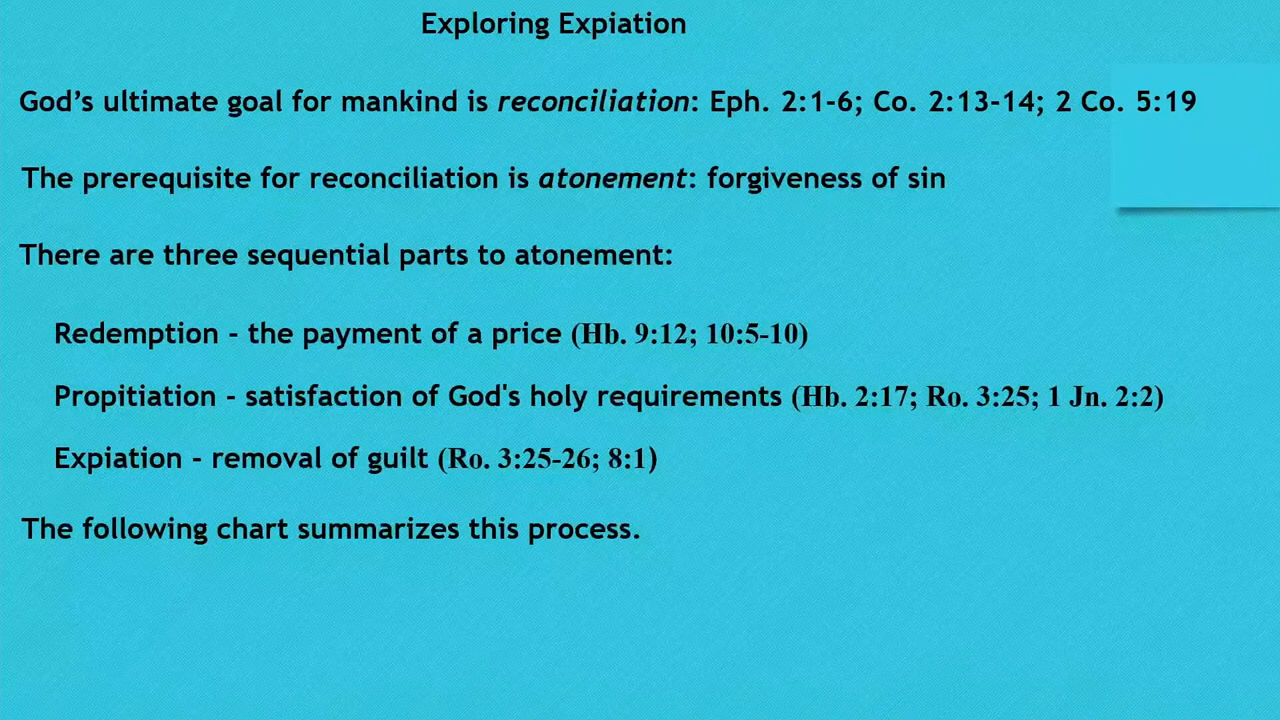 Exploring Expiation
God’s ultimate goal for mankind is reconciliation: Eph. 2:1-6; Co. 2:13-14; 2 Co. 5:19
The prerequisite for reconciliation is atonement: forgiveness of sin
There are three sequential parts to atonement:
Redemption - the payment of a price (Hb. 9:12; 10:5-10)
Propitiation - satisfaction of God's holy requirements (Hb. 2:17; Ro. 3:25; 1 Jn. 2:2)
Expiation - removal of guilt (Ro. 3:25-26; 8:1)
The following chart summarizes this process.